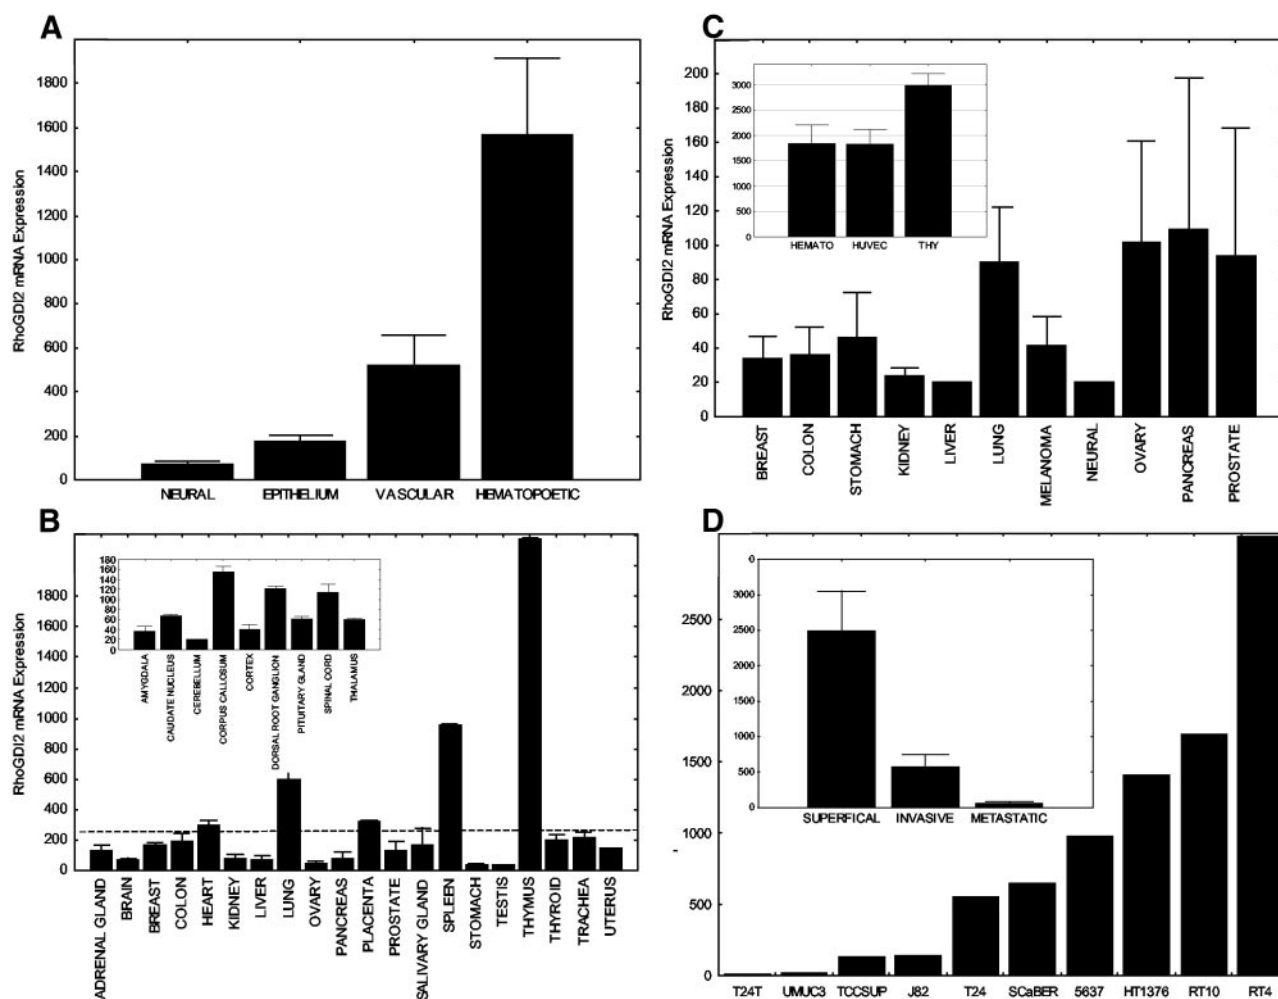 A
RhoGDI2 mRNA Expression
1800
1600
1400
1200
1000
800
600
400
200
0
NEURAL EPITHELIUM VASCULAR HEMATOPOETIC
B
RhoGDI2 mRNA Expression
2000
1800
1600
1400
1200
1000
800
600
400
200
0
180
160
140
120
100
80
60
40
20
0
AMYGDALA
CAUDATE NUCLEUS
CEREBELLUM
CORPUS CALLOSUM
CORTEX
DORSAL ROOT GANGLION
PITUITARY GLAND
SPINAL CORD
THALAMUS
ADRENAL GLAND
BRAIN
BREAST
COLON
HEART
KIDNEY
LIVER
LUNG
OVARY
PANCREAS
PLACENTA
PROSTATE
SALIVARY GLAND
SPLEEN
STOMACH
TESTIS
THYMUS
THYROID
TRACHEA
UTERUS
C
RhoGDI2 mRNA Expression
200
180
160
140
120
100
80
60
40
20
0
3000
2500
2000
1500
1000
500
0
HEMATO HUVEC THY
BREAST
COLON
STOMACH
KIDNEY
LIVER
LUNG
MELANOMA
NEURAL
OVARY
PANCREAS
PROSTATE
D
2500
2000
1500
1000
500
0
0
3000
2500
2000
1500
1000
500
0
SUPERFICAL INVASIVE METASTATIC
T24T UMUC3 TCCSUP J82 T24 SCaBER 5637 HT1376 RT10 RT4